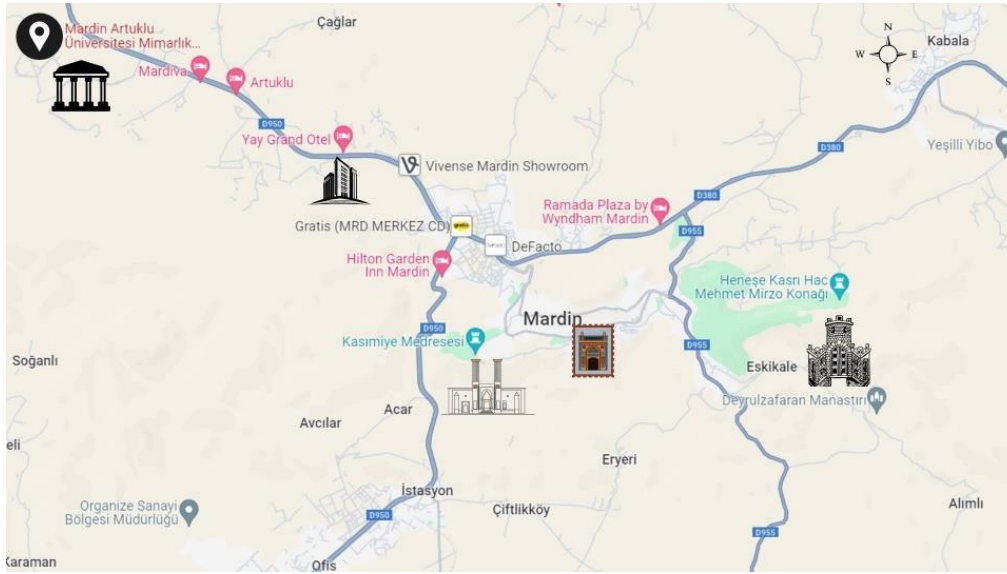 Mardin Artuklu
Üniversitesi Mimarlık...
Çağlar
N
W
E
S
Kabala
Mardiva
Artuklu
D950
Yay Grand Otel
Vivense Mardin Showroom
D380
Yeşilli Yibo
D380
Ramada Plaza by
Wyndham Mardin
Gratis (MRD MERKEZ CD)
gratis
DeFacto
D955
Hilton Garden
Inn Mardin
Heneşe Kasrı Hac
Mehmet Mirzo Konağı
Mardin
D950
Kasımiye Medresesi
D955
Soğanlı
Eskikale
Deyrulzafaran Manastırı
Acar
Avcılar
eli
Eryeri
İstasyon
Organize Sanayi
Bölgesi Müdürlüğü
Çiftlikköy
Alımlı
D950
D955
Karaman
Ofis